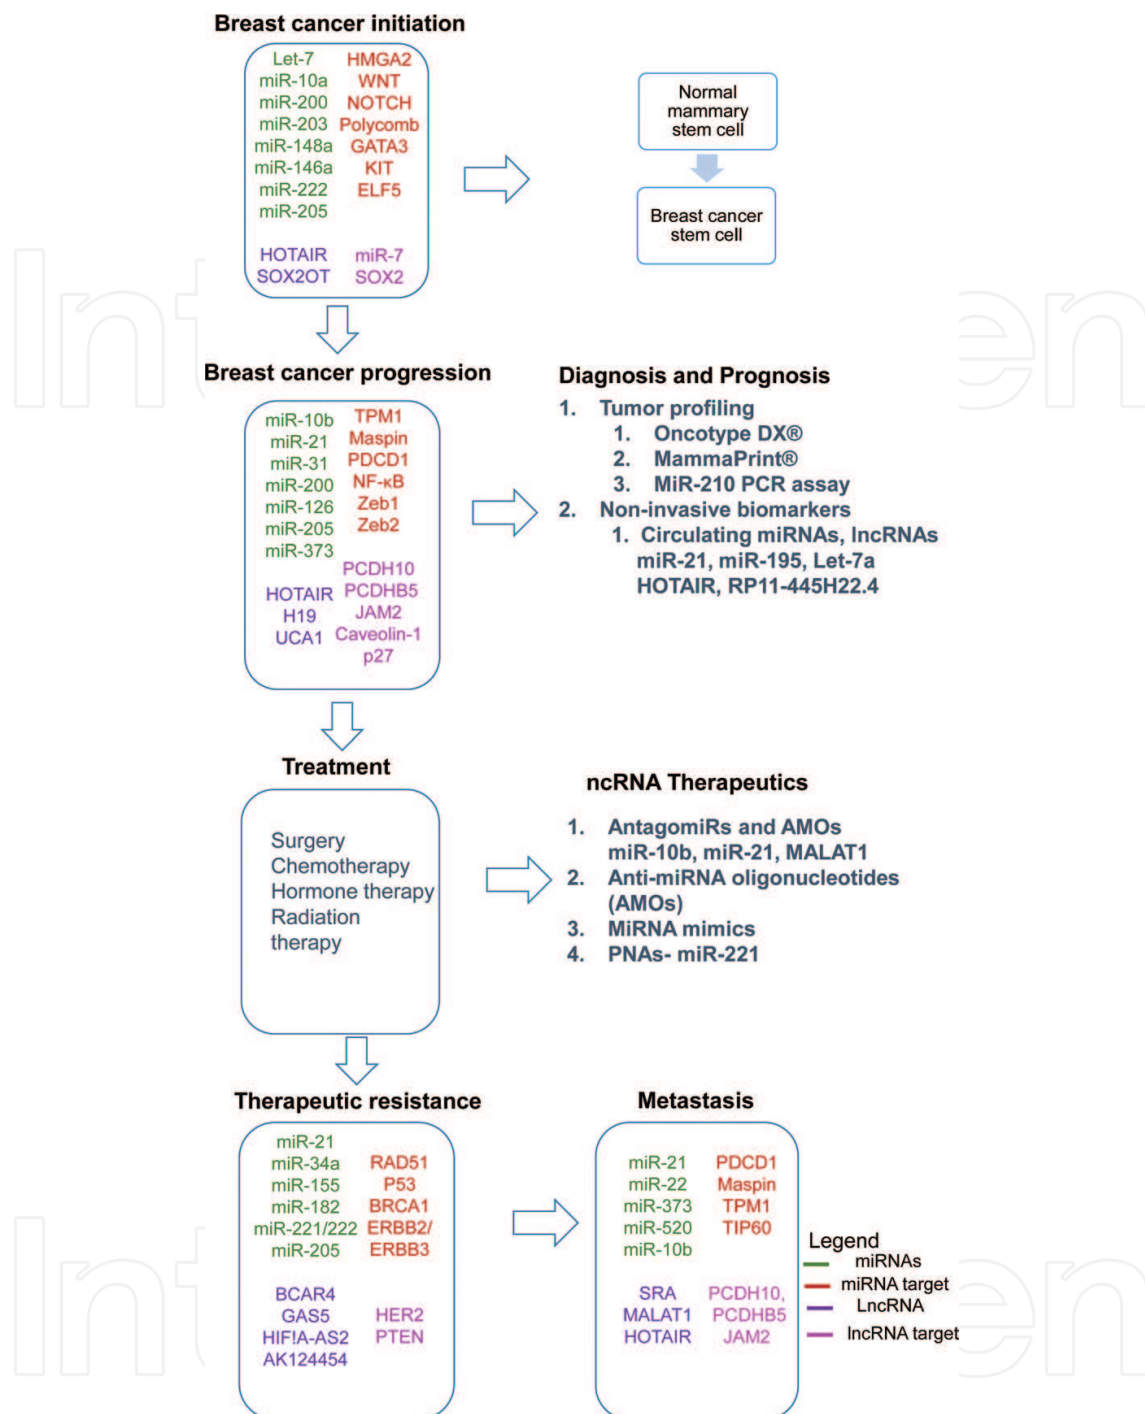 Breast cancer initiation
Let-7 HMGA2
miR-10a WNT
miR-200 NOTCH
miR-203 Polycomb
miR-148a GATA3
miR-146a KIT
miR-222 ELF5
miR-205
HOTAIR miR-7
SOX2OT SOX2
Normal
mammary
stem cell
Breast cancer
stem cell
Breast cancer progression
miR-10b TPM1
miR-21 Maspin
miR-31 PDCD1
miR-200 NF-κB
miR-126 Zeb1
miR-205 Zeb2
miR-373
PCDH10
HOTAIR PCDHB5
H19 JAM2
UCA1 Caveolin-1
p27
Diagnosis and Prognosis
1. Tumor profiling
1. Oncotype DX®
2. MammaPrint®
3. MiR-210 PCR assay
2. Non-invasive biomarkers
1. Circulating miRNAs, lncRNAs
miR-21, miR-195, Let-7a
HOTAIR, RP11-445H22.4
Treatment
Surgery
Chemotherapy
Hormone therapy
Radiation
therapy
ncRNA Therapeutics
1. AntagomiRs and AMOs
miR-10b, miR-21, MALAT1
2. Anti-miRNA oligonucleotides
(AMOs)
3. MiRNA mimics
4. PNAs- miR-221
Therapeutic resistance
miR-21
miR-34a RAD51
miR-155 P53
miR-182 BRCA1
miR-221/222 ERBB2/
miR-205 ERBB3
BCAR4
GAS5 HER2
HIF!A-AS2 PTEN
AK124454
Metastasis
miR-21 PDCD1
miR-22 Maspin
miR-373 TPM1
miR-520 TIP60
miR-10b
SRA PCDH10,
MALAT1 PCDHB5
HOTAIR JAM2
Legend
miRNAs
miRNA target
LncRNA
lncRNA target